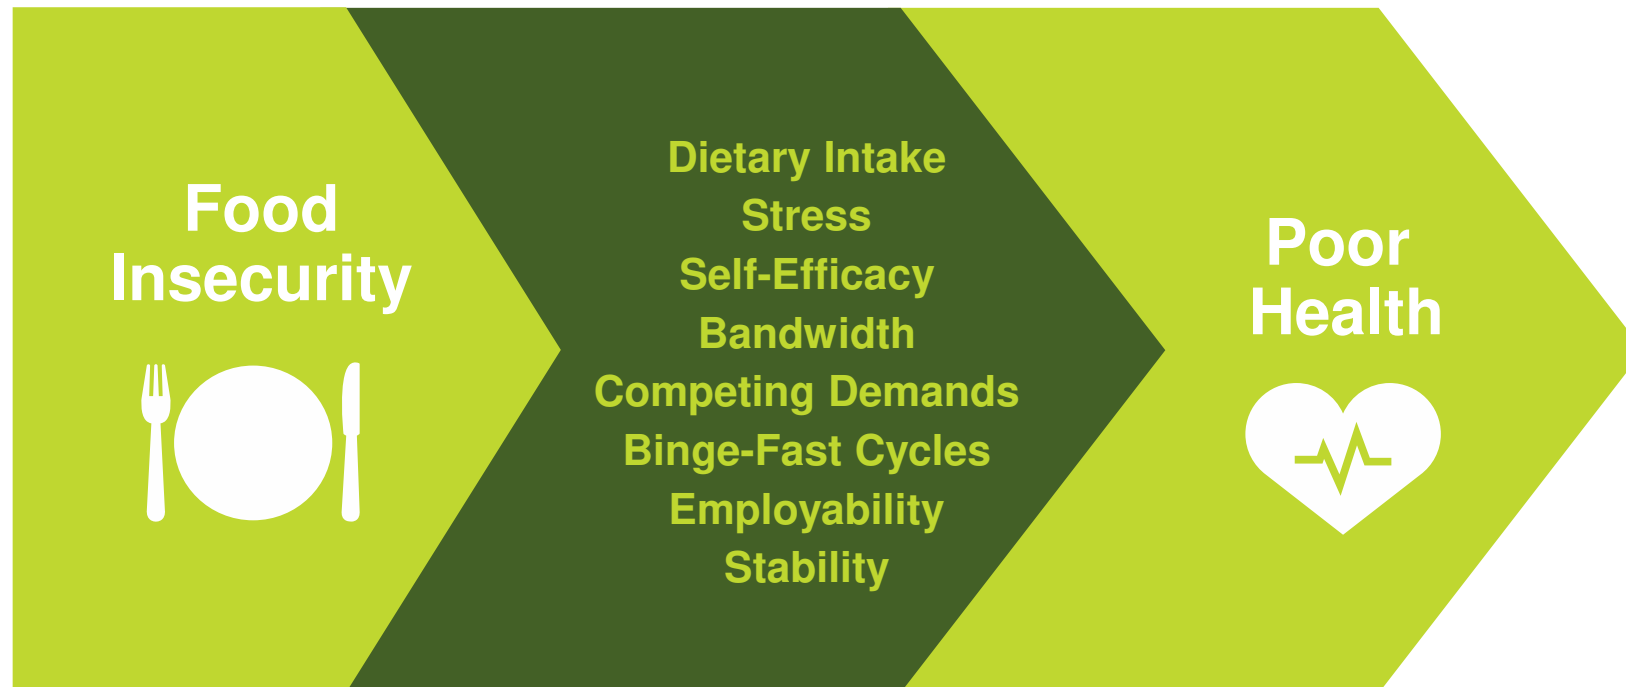 Food
Insecurity
Dietary Intake
Stress
Self-Efficacy
Bandwidth
Competing Demands
Binge-Fast Cycles
Employability
Stability
Poor
Health